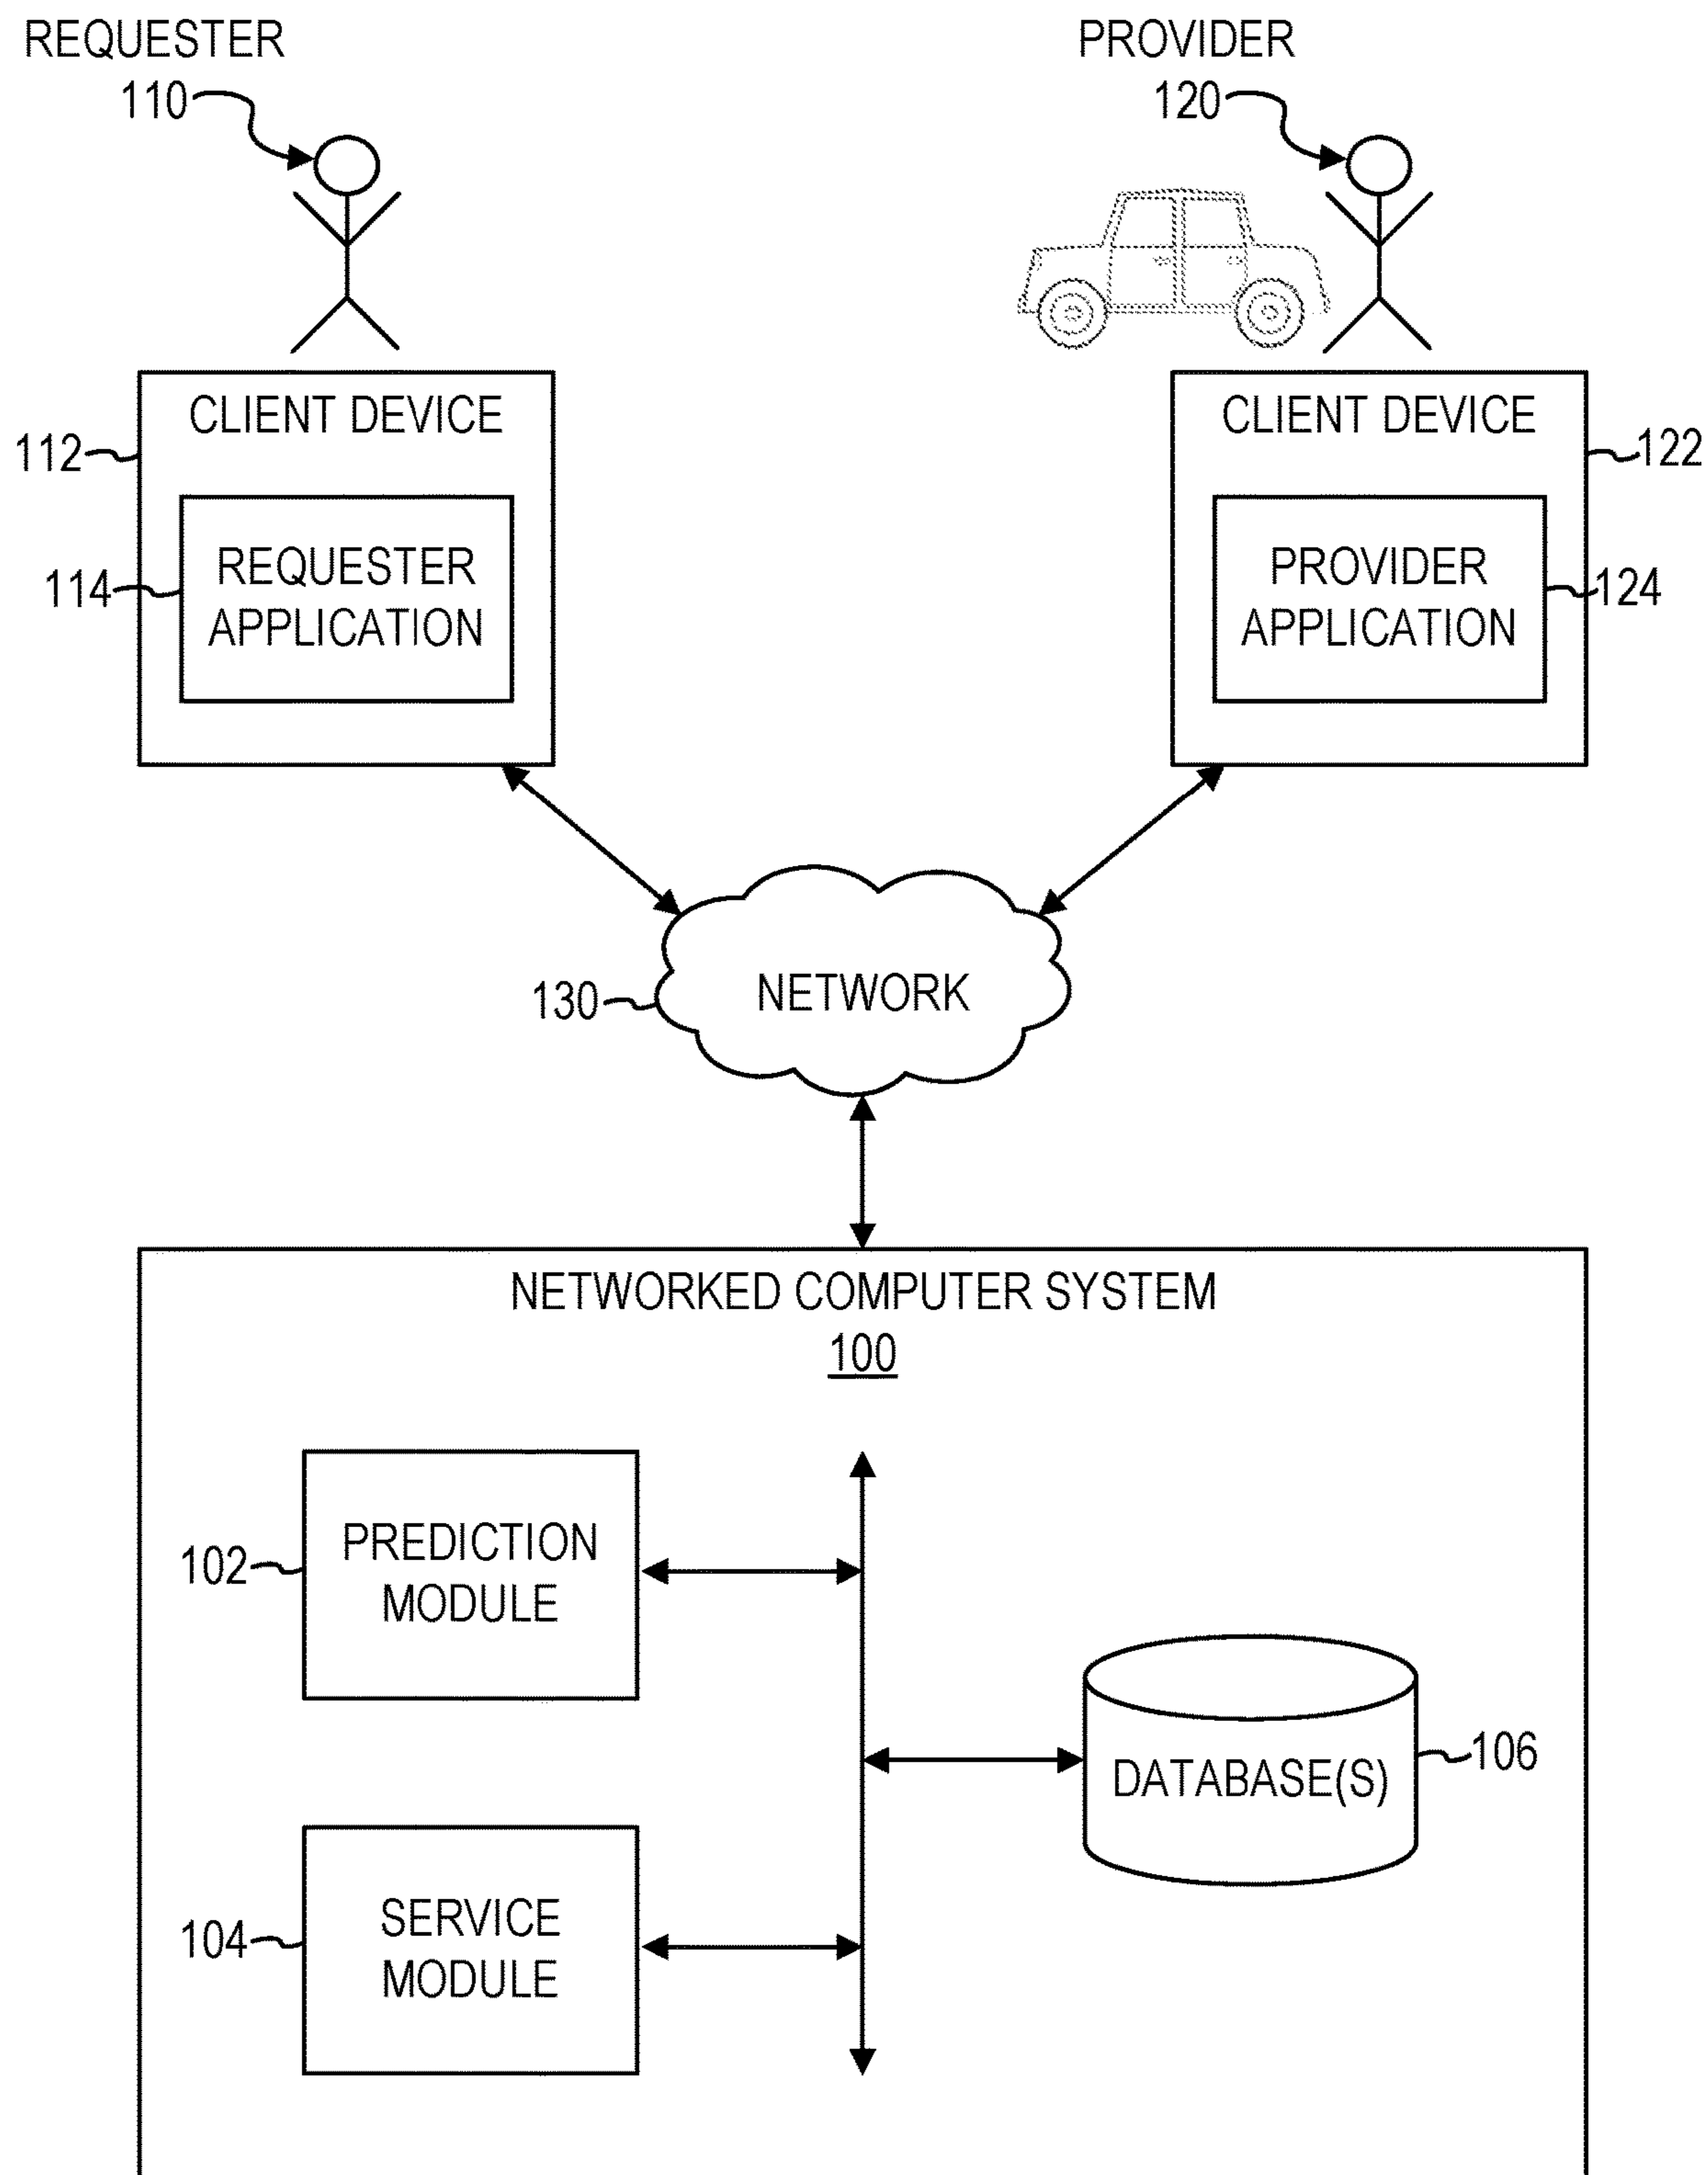 REQUESTER
110
PROVIDER
120
CLIENT DEVICE
112
REQUESTER
APPLICATION
114
CLIENT DEVICE
122
PROVIDER
APPLICATION
124
NETWORK
130
NETWORKED COMPUTER SYSTEM
100
PREDICTION
MODULE
102
DATABASE(S)
106
SERVICE
MODULE
104